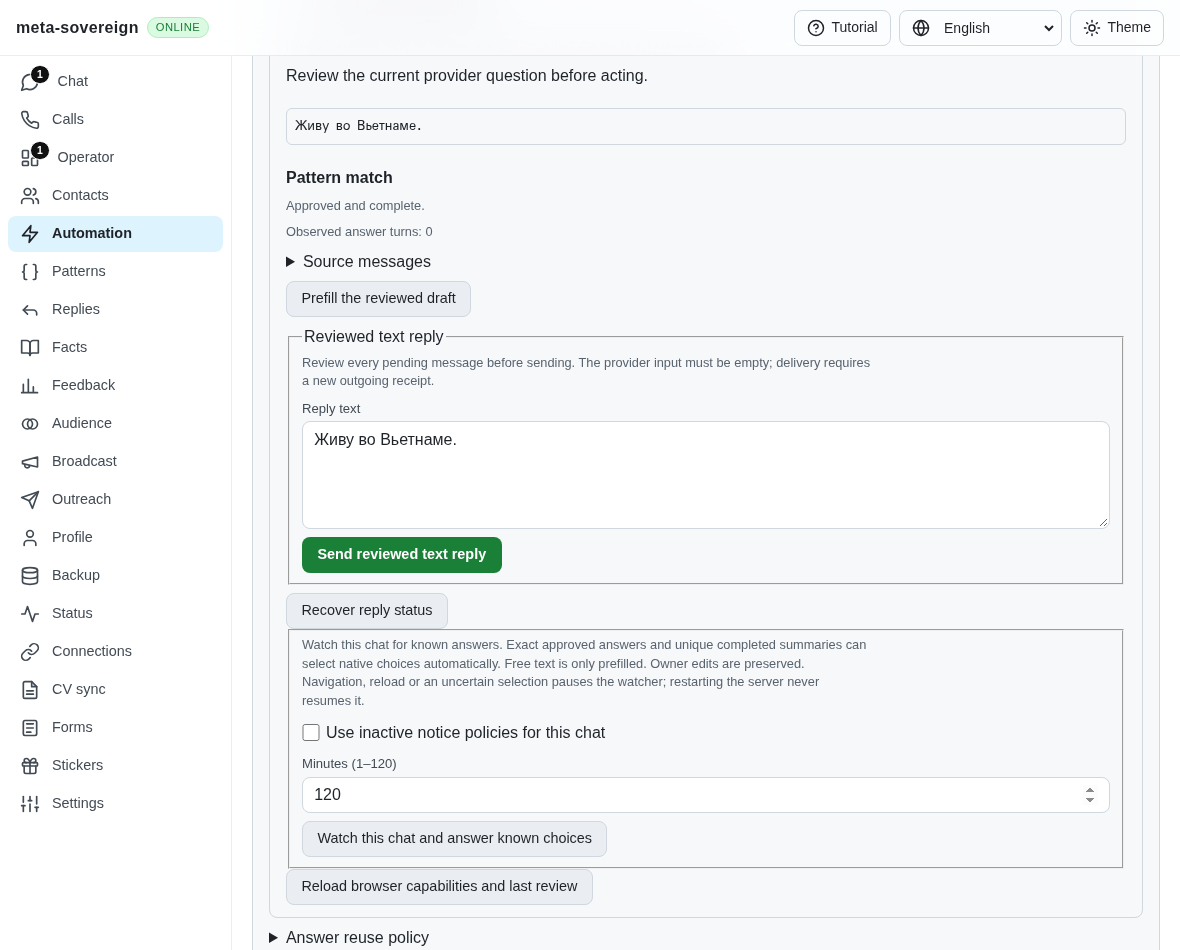 meta-sovereign ONLINE Tutorial English Theme
1 Chat
Calls
1 Operator
Contacts
Automation
Patterns
Replies
Facts
Feedback
Audience
Broadcast
Outreach
Profile
Backup
Status
Connections
CV sync
Forms
Stickers
Settings
Review the current provider question before acting.
Живу во Вьетнаме.
Pattern match
Approved and complete.
Observed answer turns: 0
Source messages
Prefill the reviewed draft
Reviewed text reply
Review every pending message before sending. The provider input must be empty; delivery requires
a new outgoing receipt.
Reply text
Живу во Вьетнаме.
Send reviewed text reply
Recover reply status
Watch this chat for known answers. Exact approved answers and unique completed summaries can
select native choices automatically. Free text is only prefilled. Owner edits are preserved.
Navigation, reload or an uncertain selection pauses the watcher; restarting the server never
resumes it.
Use inactive notice policies for this chat
Minutes (1–120)
120
Watch this chat and answer known choices
Reload browser capabilities and last review
Answer reuse policy